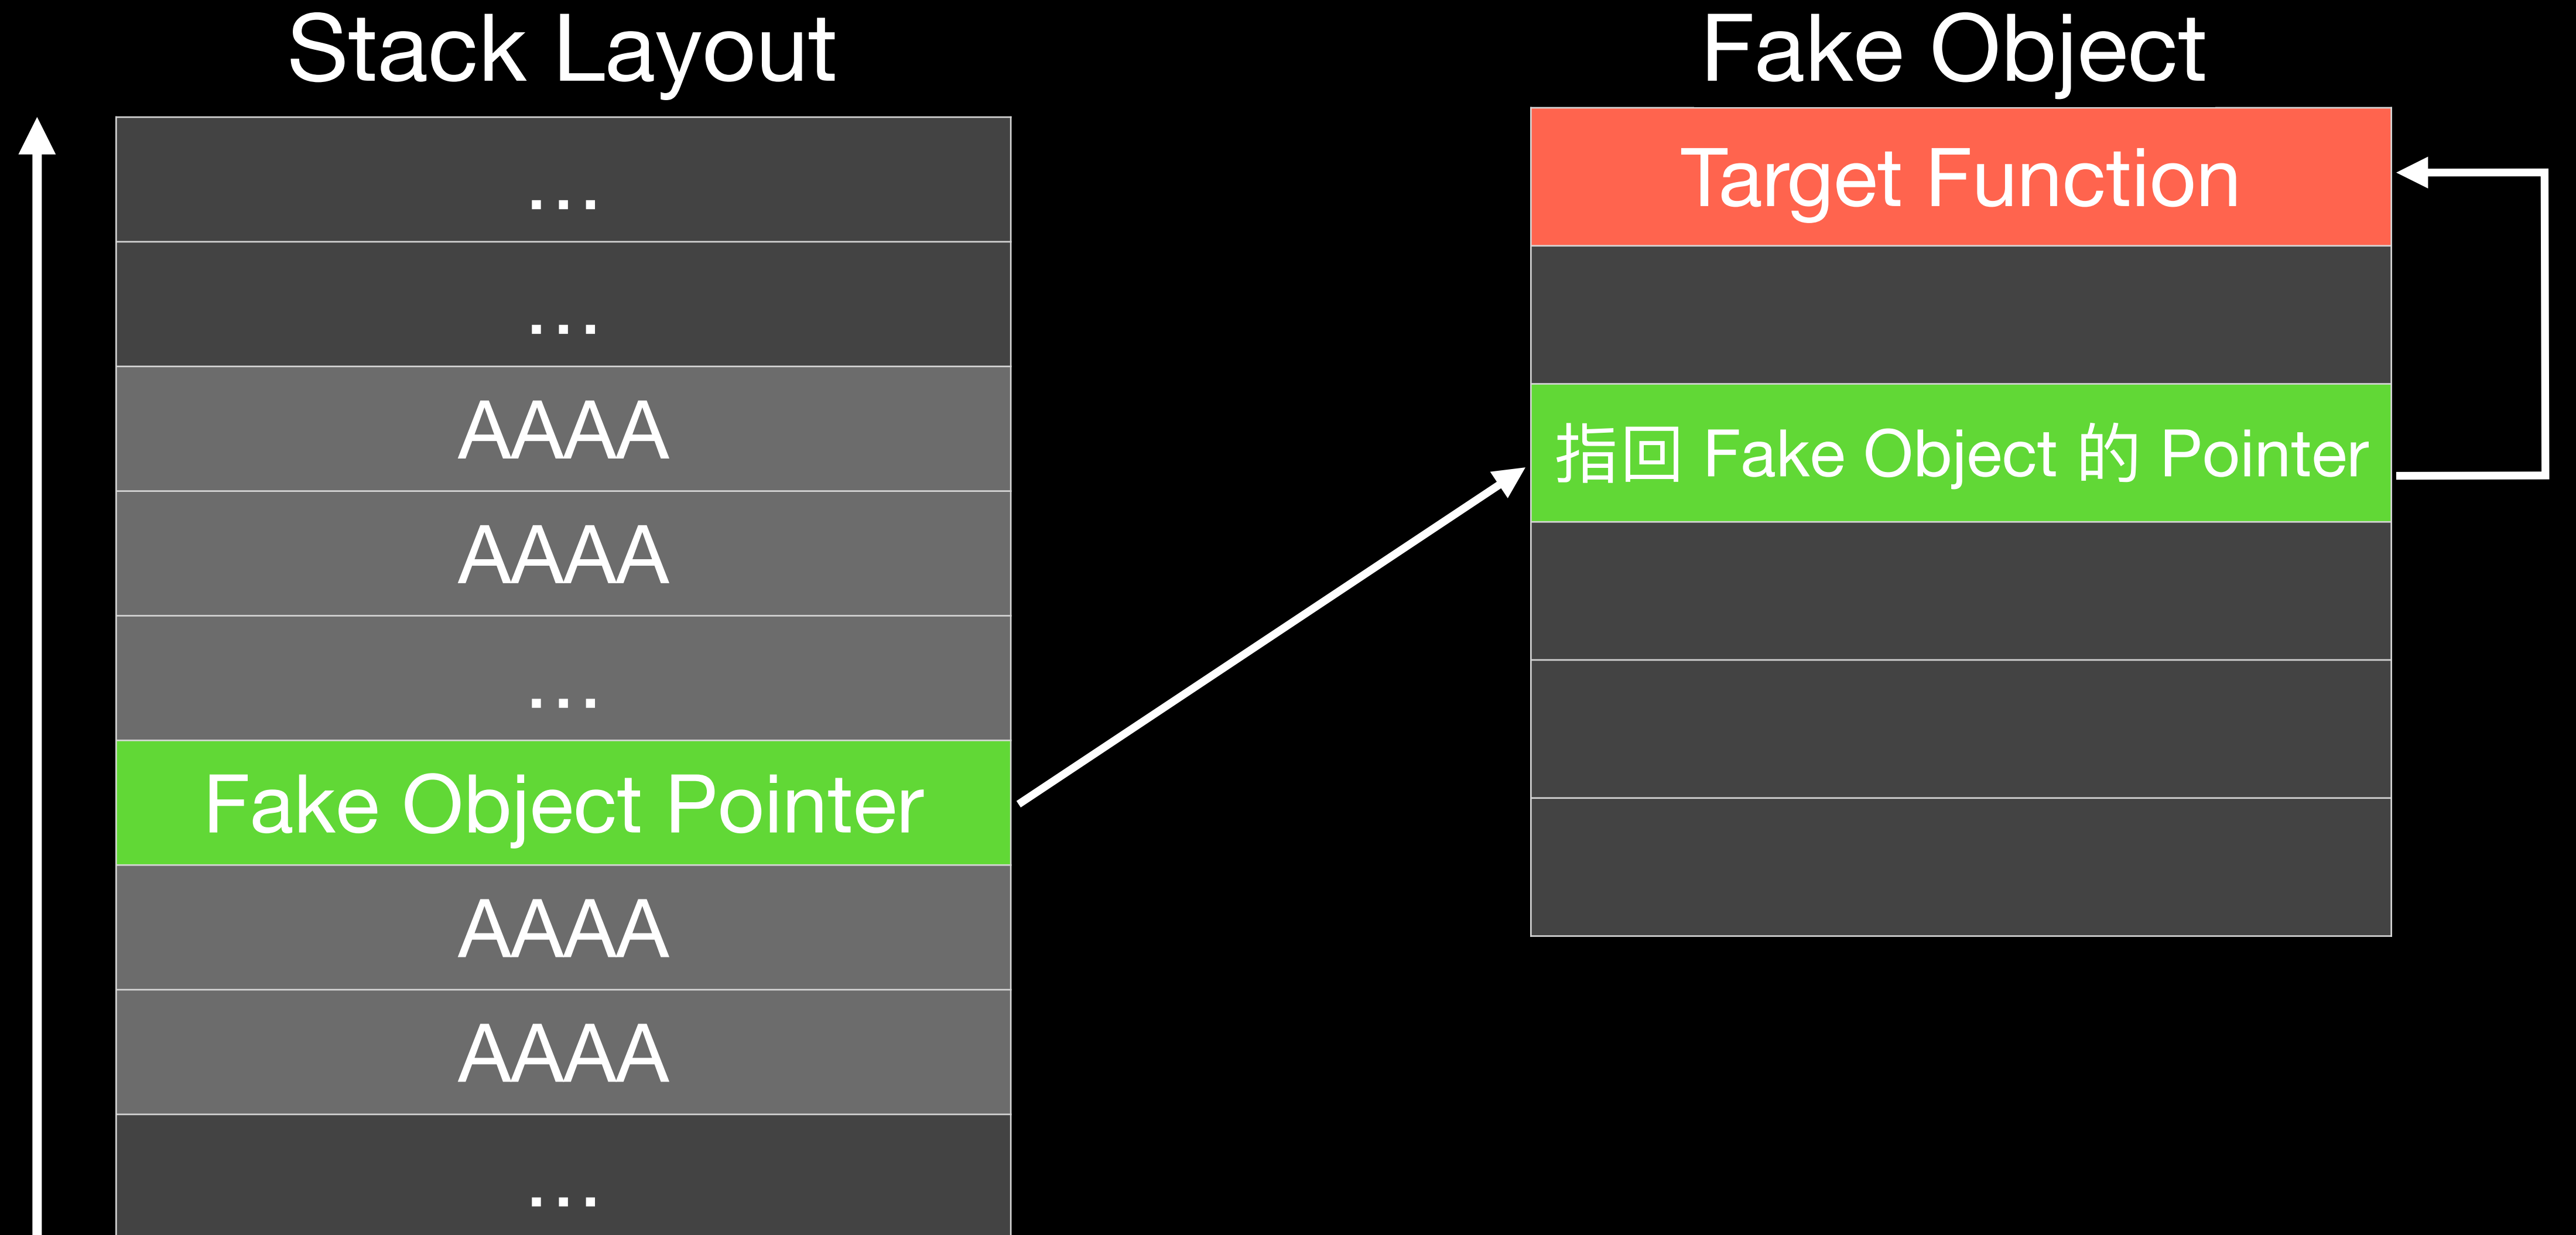 Stack Layout
...
...
AAAA
AAAA
...
Fake Object Pointer
AAAA
AAAA
...
Fake Object
Target Function
指回 Fake Object 的 Pointer